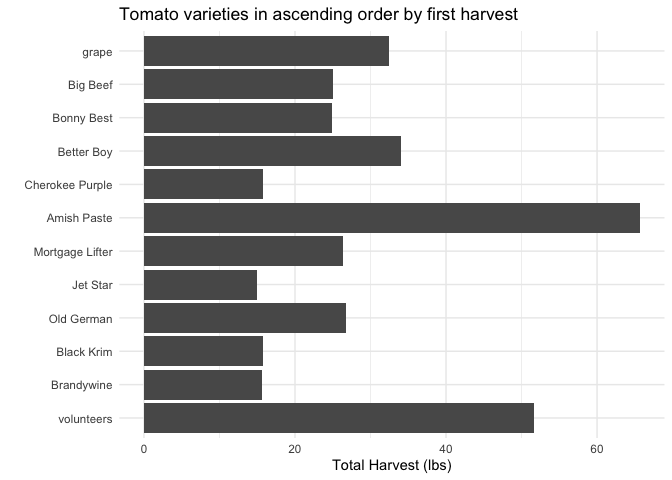 Tomato varieties in ascending order by first harvest
grape
Big Beef
Bonny Best
Better Boy
Cherokee Purple
Amish Paste
Mortgage Lifter
Jet Star
Old German
Black Krim
Brandywine
volunteers
0 20 40 60
Total Harvest (lbs)